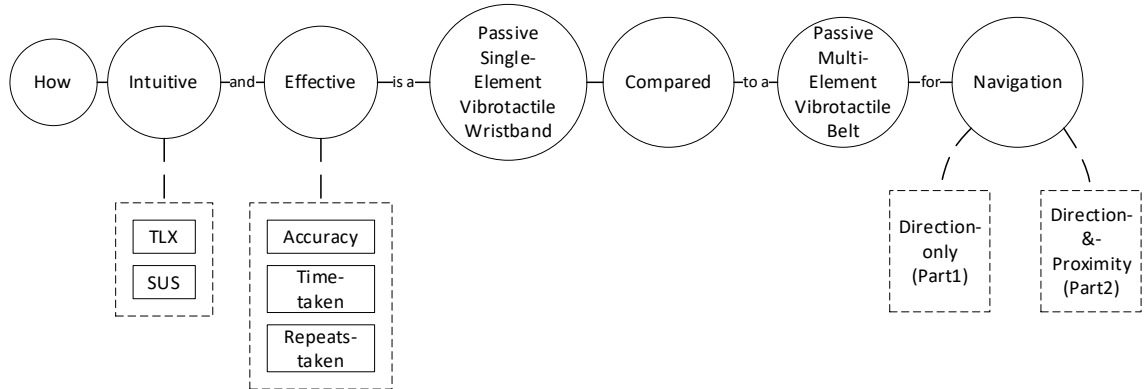 How
Intuitive
and
Effective
is a
Passive
Single-
Element
Vibrotactile
Wristband
Compared
to a
Passive
Multi-
Element
Vibrotactile
Belt
for
Navigation
TLX
SUS
Accuracy
Time-
taken
Repeats-
taken
Direction-
only
(Part1)
Direction-
&-
Proximity
(Part2)